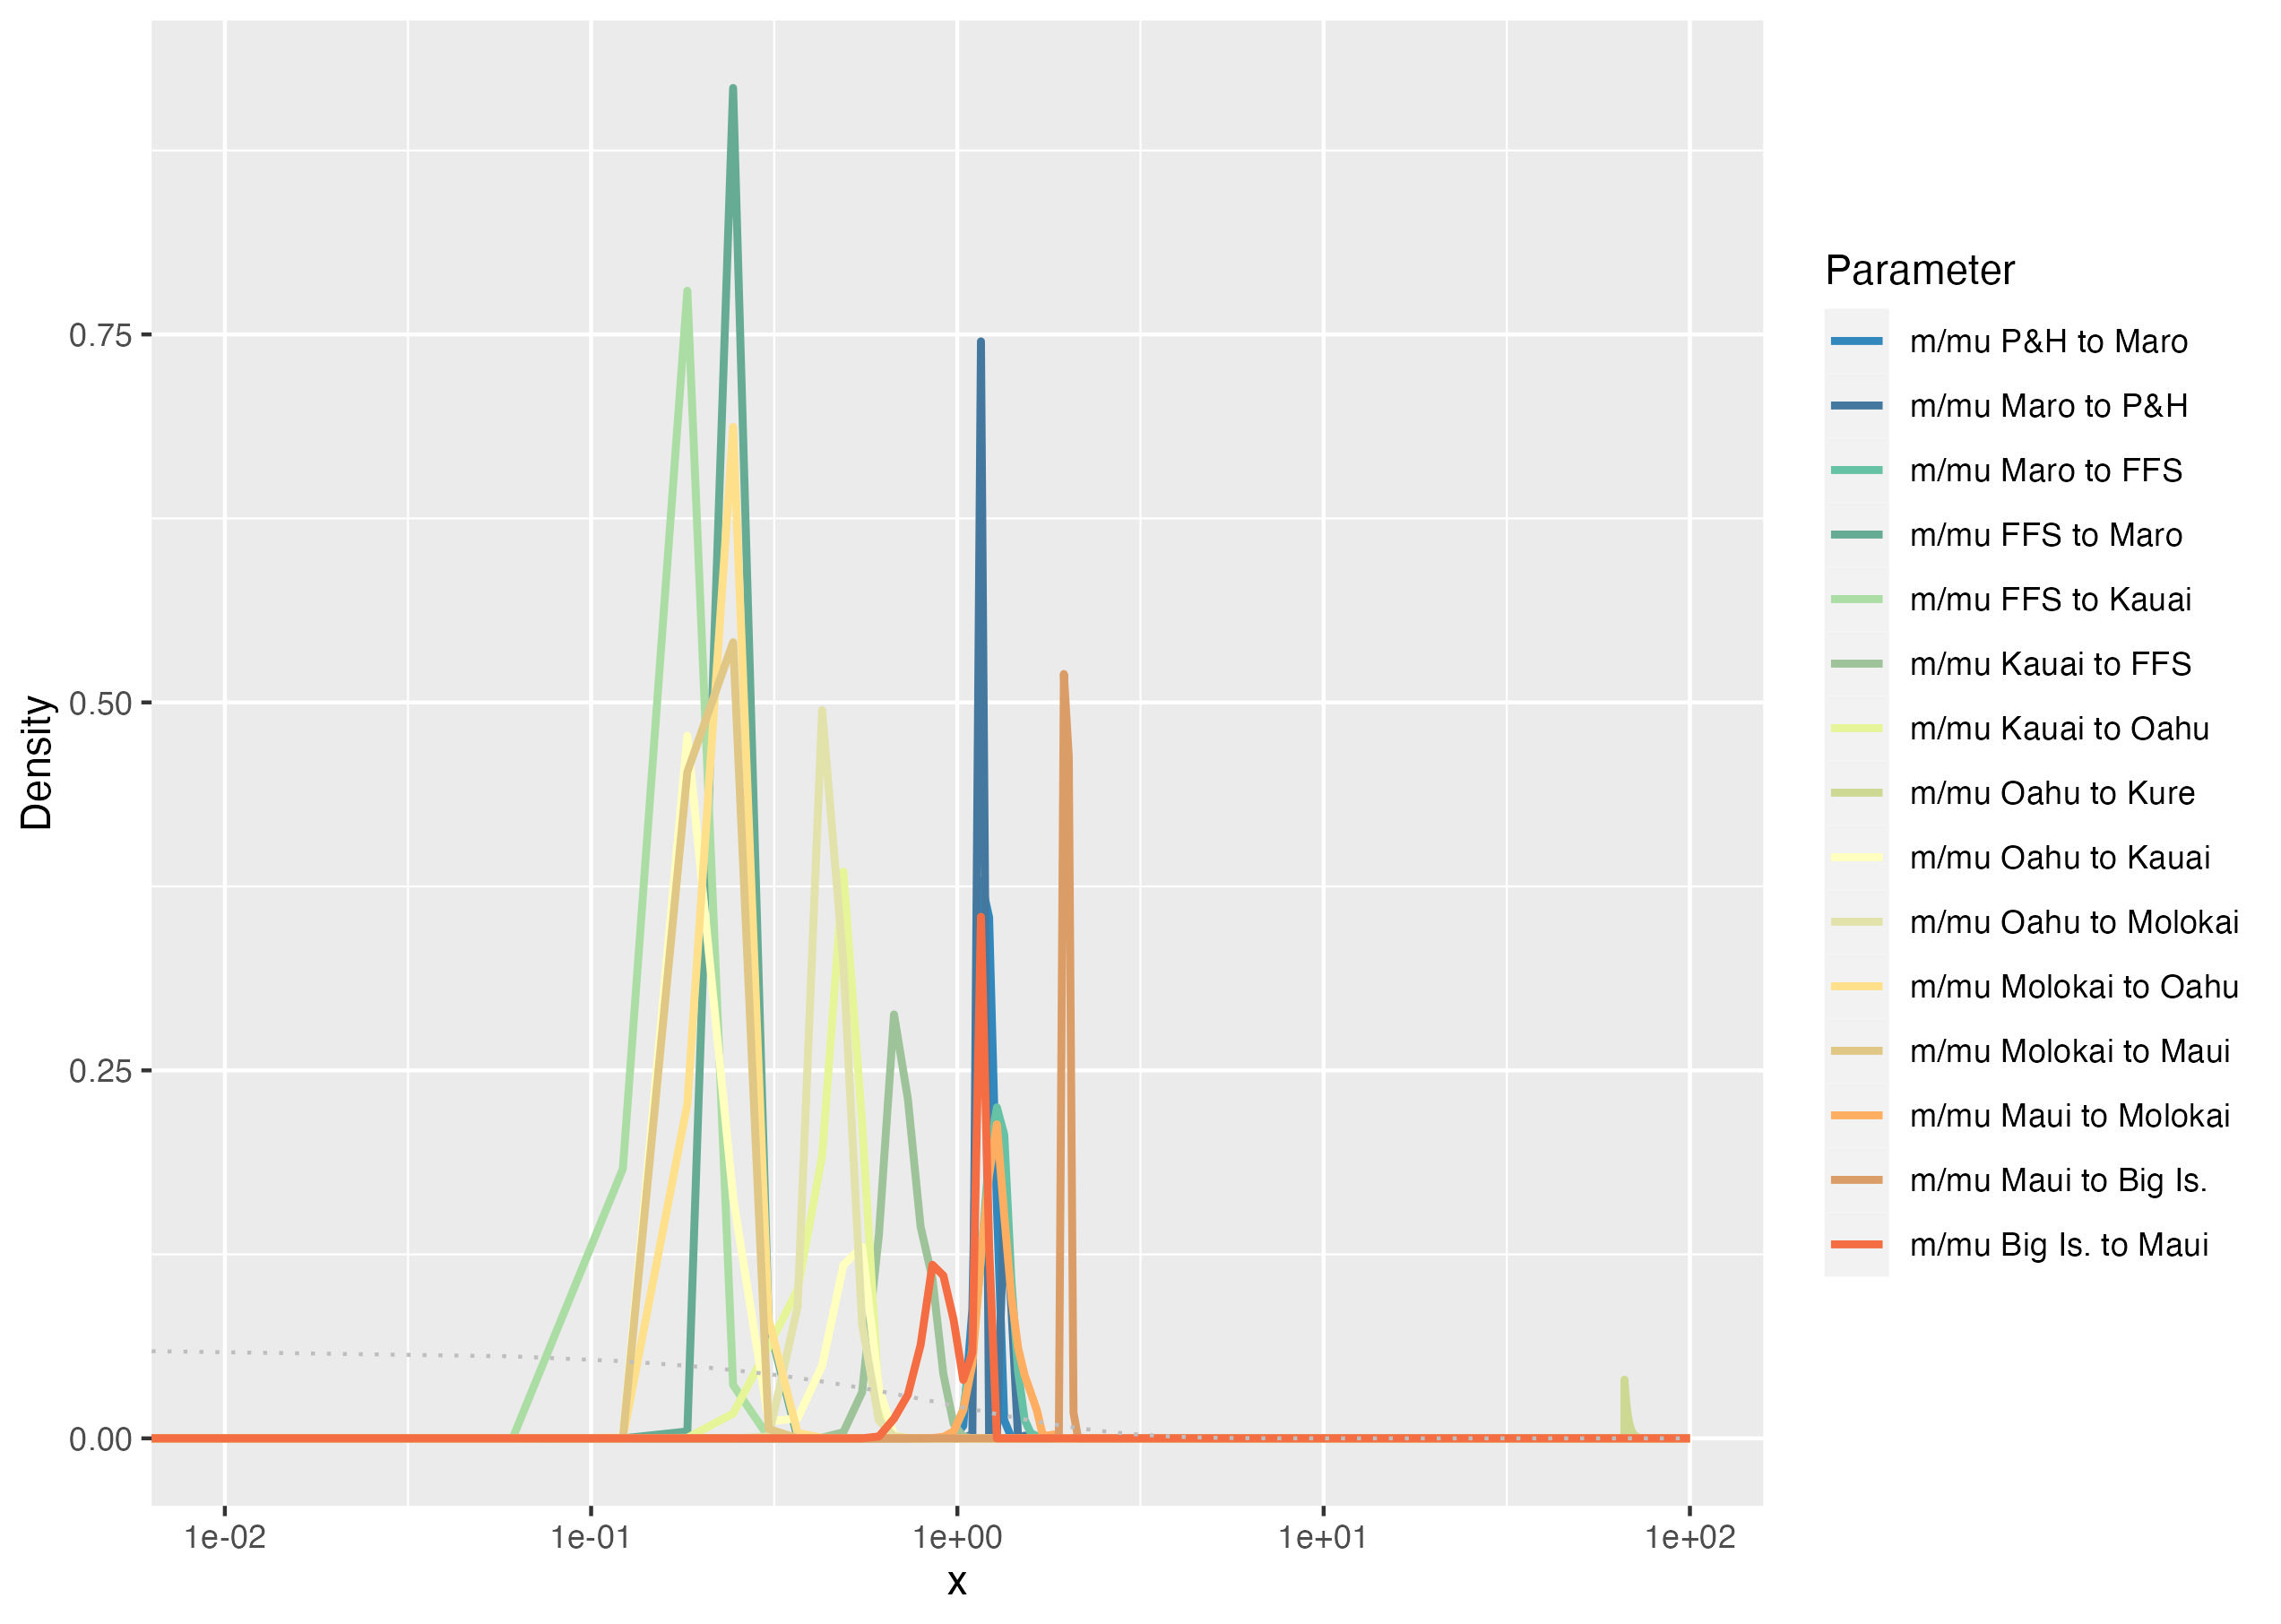 Density
0.75
0.50
0.25
0.00
1e-02
1e-01
1e+00
1e+01
1e+02
x
Parameter
m/mu P&H to Maro
m/mu Maro to P&H
m/mu Maro to FFS
m/mu FFS to Maro
m/mu FFS to Kauai
m/mu Kauai to FFS
m/mu Kauai to Oahu
m/mu Oahu to Kure
m/mu Oahu to Kauai
m/mu Oahu to Molokai
m/mu Molokai to Oahu
m/mu Molokai to Maui
m/mu Maui to Molokai
m/mu Maui to Big Is.
m/mu Big Is. to Maui